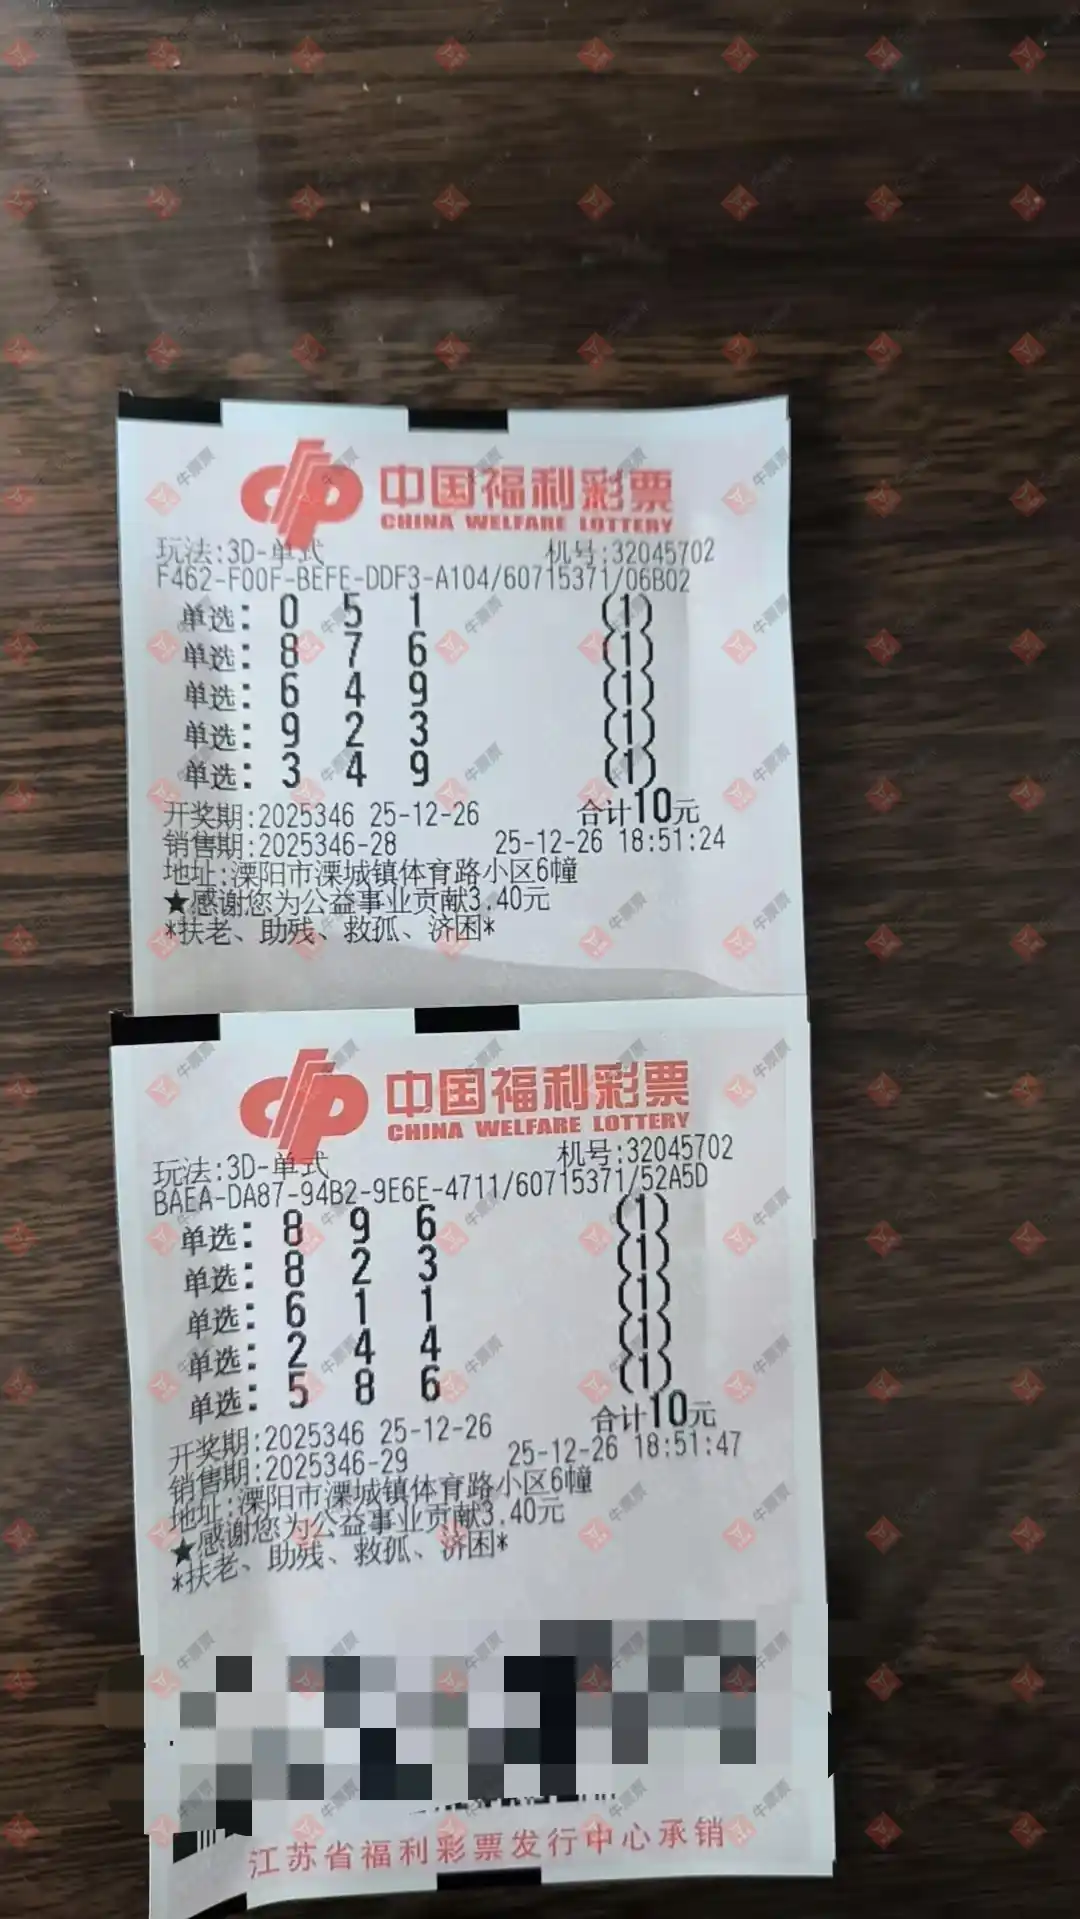 中国福利彩票
CHINA WELFARE LOTTERY
玩法:3D-单式 机号:32045702
F462-F00F-BEFE-DDF3-A104/60715371/06B02
单选: 0 5 1 (1)
单选: 8 7 6 (1)
单选: 6 4 9 (1)
单选: 9 2 3 (1)
单选: 3 4 9 (1)
开奖期:2025346 25-12-26 合计10元
销售期:2025346-28 25-12-26 18:51:24
地址:溧阳市溧城镇体育路小区6幢
★感谢您为公益事业贡献3.40元
*扶老、助残、救孤、济困*
中国福利彩票
CHINA WELFARE LOTTERY
玩法:3D-单式 机号:32045702
BAEA-DA87-94B2-9E6E-4711/60715371/52A5D
单选: 8 9 6 (1)
单选: 8 2 3 (1)
单选: 6 1 1 (1)
单选: 2 4 4 (1)
单选: 5 8 6 (1)
开奖期:2025346 25-12-26 合计10元
销售期:2025346-29 25-12-26 18:51:47
地址:溧阳市溧城镇体育路小区6幢
★感谢您为公益事业贡献3.40元
*扶老、助残、救孤、济困*
江苏省福利彩票发行中心承销
牛票票